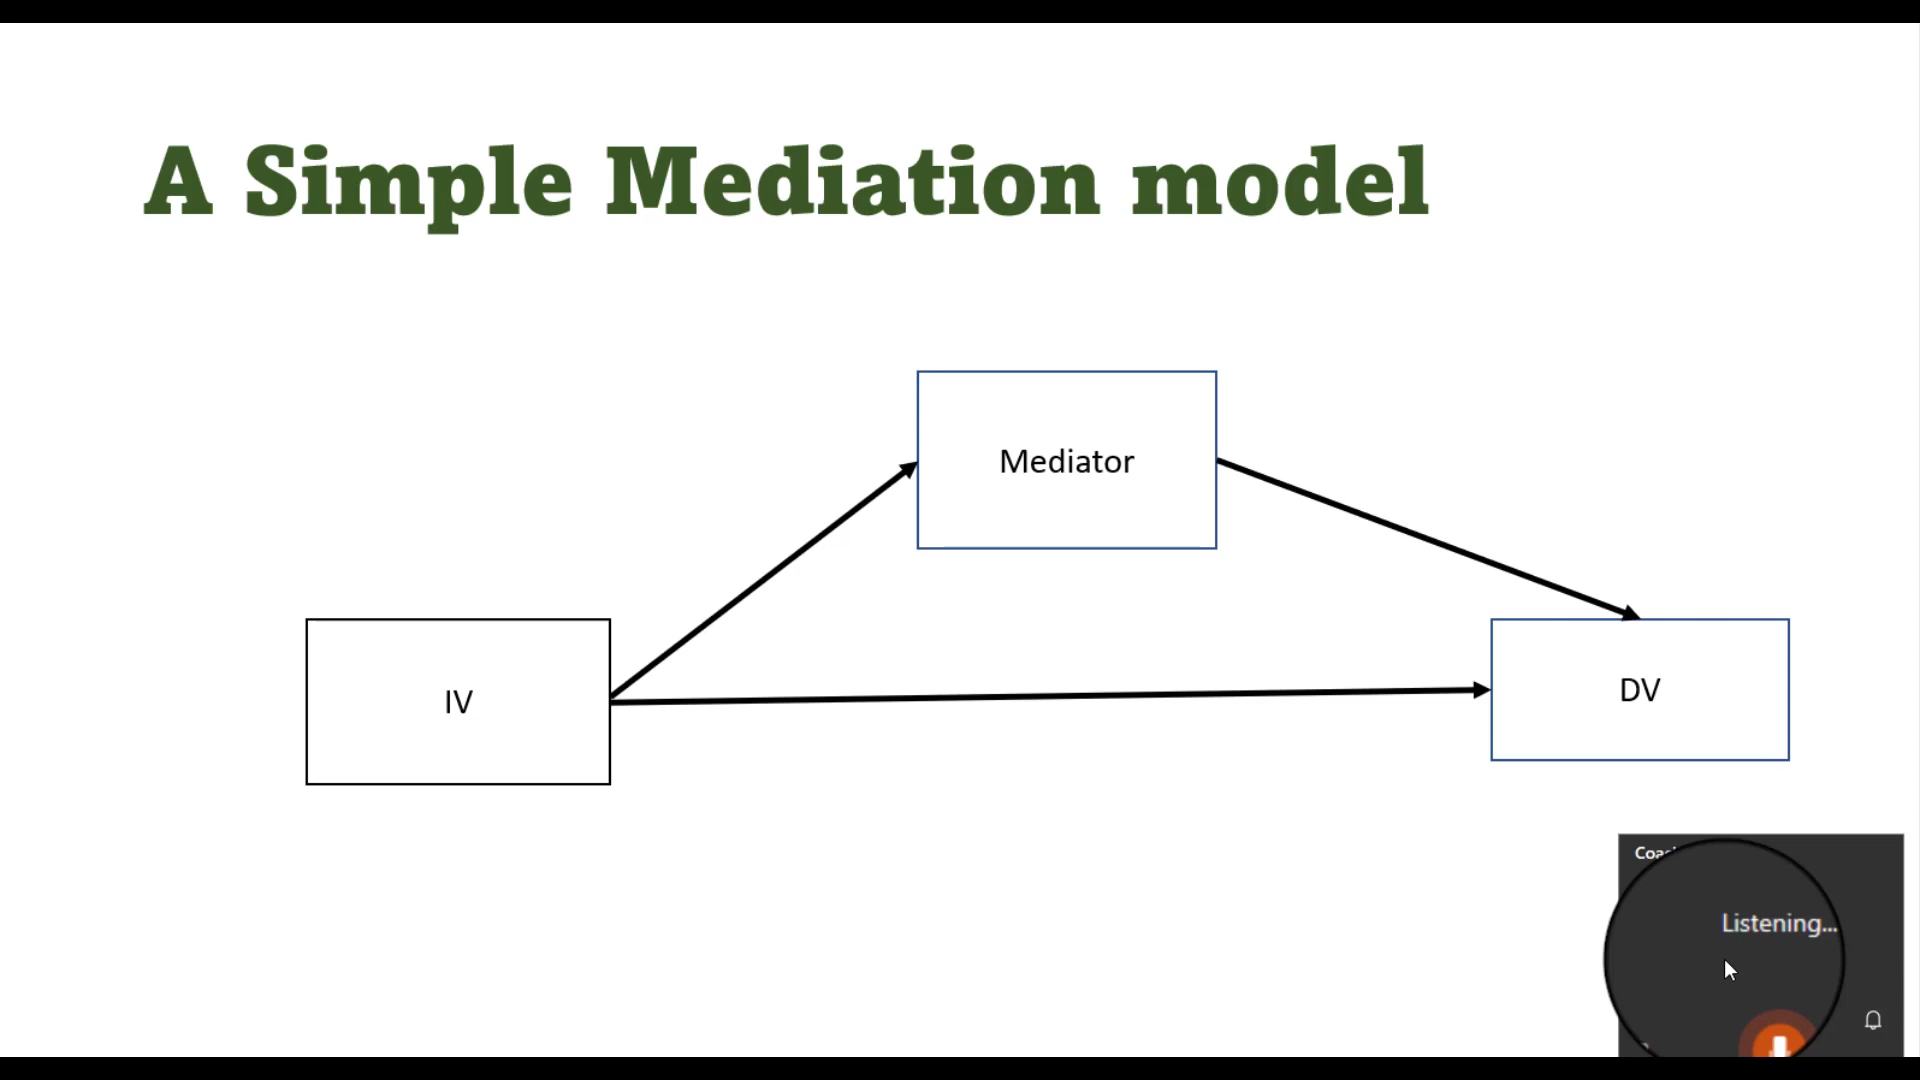 A Simple Mediation model
Mediator
IV
DV
Listening...